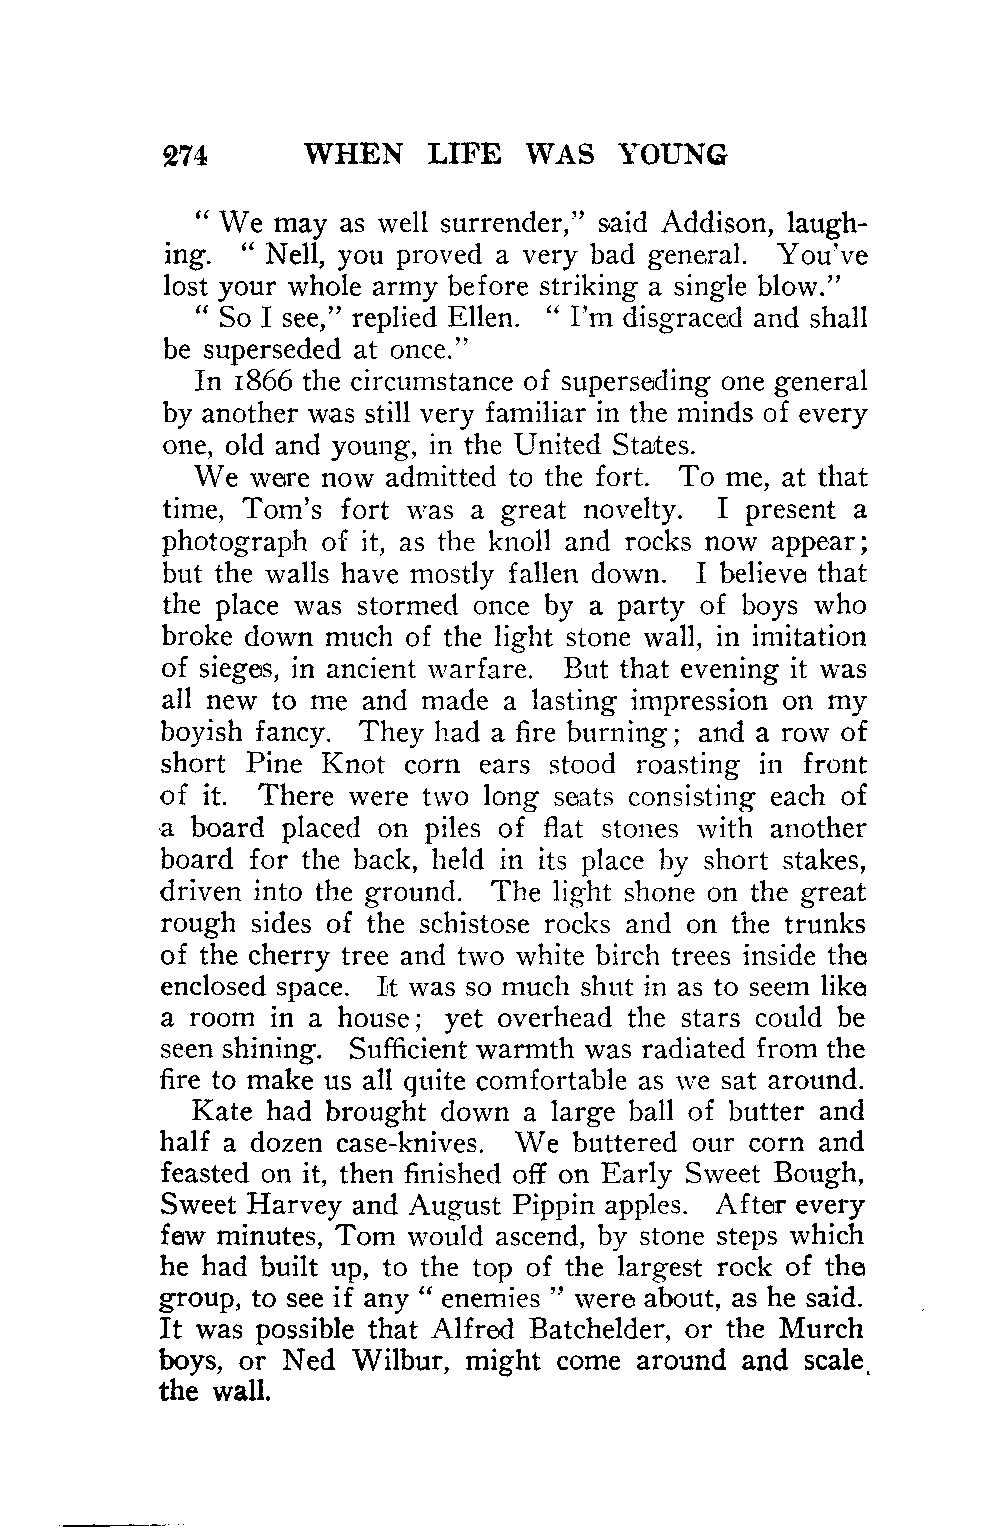 274 WHEN LIFE WAS YOUNG
“ We may as well surrender,” said Addison, laugh-
ing. “ Nell, you proved a very bad general. You've
lost your whole army before striking a single blow.”
“ So I see,” replied Ellen. “ I'm disgraced and shall
be superseded at once.”
In 1866 the circumstance of superseding one general
by another was still very familiar in the minds of every
one, old and young, in the United States.
We were now admitted to the fort. To me, at that
time, Tom's fort was a great novelty. I present a
photograph of it, as the knoll and rocks now appear;
but the walls have mostly fallen down. I believe that
the place was stormed once by a party of boys who
broke down much of the light stone wall, in imitation
of sieges, in ancient warfare. But that evening it was
all new to me and made a lasting impression on my
boyish fancy. They had a fire burning; and a row of
short Pine Knot corn ears stood roasting in front
of it. There were two long seats consisting each of
a board placed on piles of flat stones with another
board for the back, held in its place by short stakes,
driven into the ground. The light shone on the great
rough sides of the schistose rocks and on the trunks
of the cherry tree and two white birch trees inside the
enclosed space. It was so much shut in as to seem like
a room in a house; yet overhead the stars could be
seen shining. Sufficient warmth was radiated from the
fire to make us all quite comfortable as we sat around.
Kate had brought down a large ball of butter and
half a dozen case-knives. We buttered our corn and
feasted on it, then finished off on Early Sweet Bough,
Sweet Harvey and August Pippin apples. After every
few minutes, Tom would ascend, by stone steps which
he had built up, to the top of the largest rock of the
group, to see if any “ enemies ” were about, as he said.
It was possible that Alfred Batchelder, or the Murch
boys, or Ned Wilbur, might come around and scale
the wall.